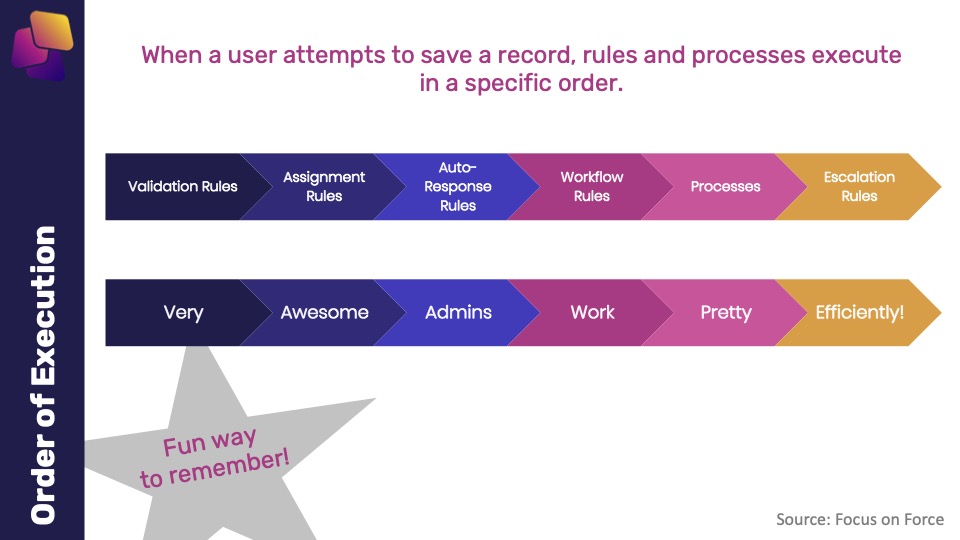 Order of Execution
When a user attempts to save a record, rules and processes execute
in a specific order.
Validation Rules
Assignment
Rules
Auto-
Response
Rules
Workflow
Rules
Processes
Escalation
Rules
Very
Awesome
Admins
Work
Pretty
Efficiently!
Fun way
to remember!
Source: Focus on Force